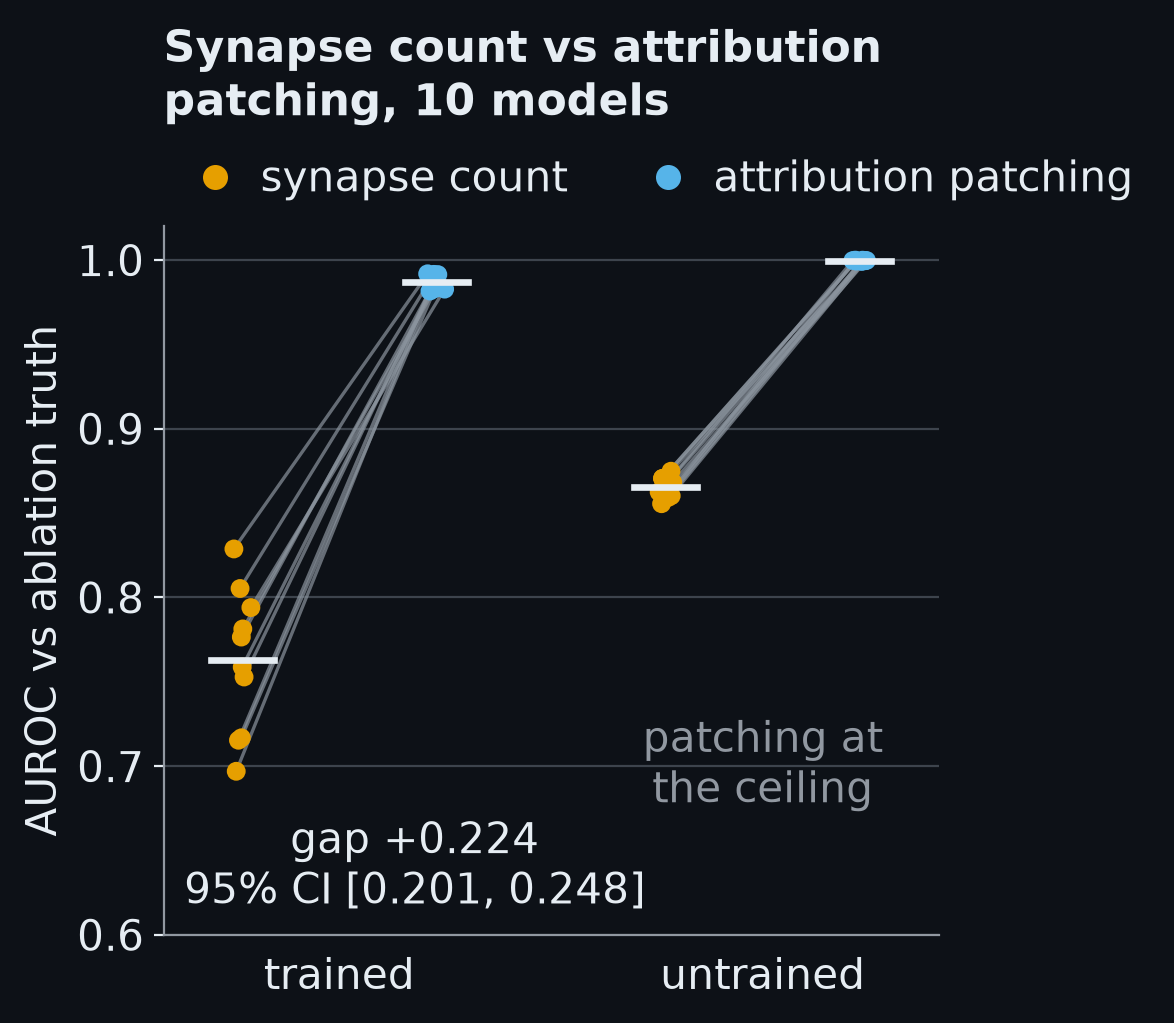 Synapse count vs attribution
patching, 10 models
synapse count
attribution patching
AUROC vs ablation truth
1.0
0.9
0.8
0.7
0.6
patching at
the ceiling
gap +0.224
95% CI [0.201, 0.248]
trained
untrained